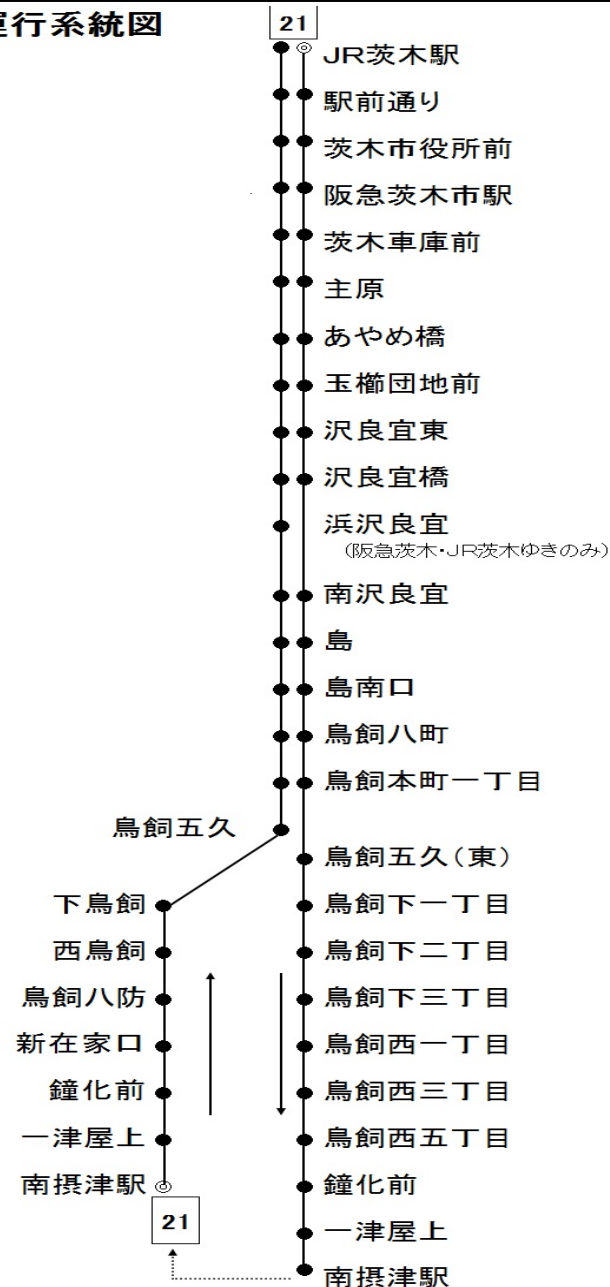 運行系統図
21
JR茨木駅
駅前通り
茨木市役所前
阪急茨木市駅
茨木車庫前
主原
あやめ橋
玉櫛団地前
沢良宜東
沢良宜橋
浜沢良宜
(阪急茨木・JR茨木ゆきのみ)
南沢良宜
島
島南口
鳥飼八町
鳥飼本町一丁目
鳥飼五久
鳥飼五久(東)
下鳥飼
鳥飼下一丁目
西鳥飼
鳥飼下二丁目
鳥飼八防
鳥飼下三丁目
新在家口
鳥飼西一丁目
鐘化前
鳥飼西三丁目
一津屋上
鳥飼西五丁目
南摂津駅
鐘化前
21
一津屋上
南摂津駅